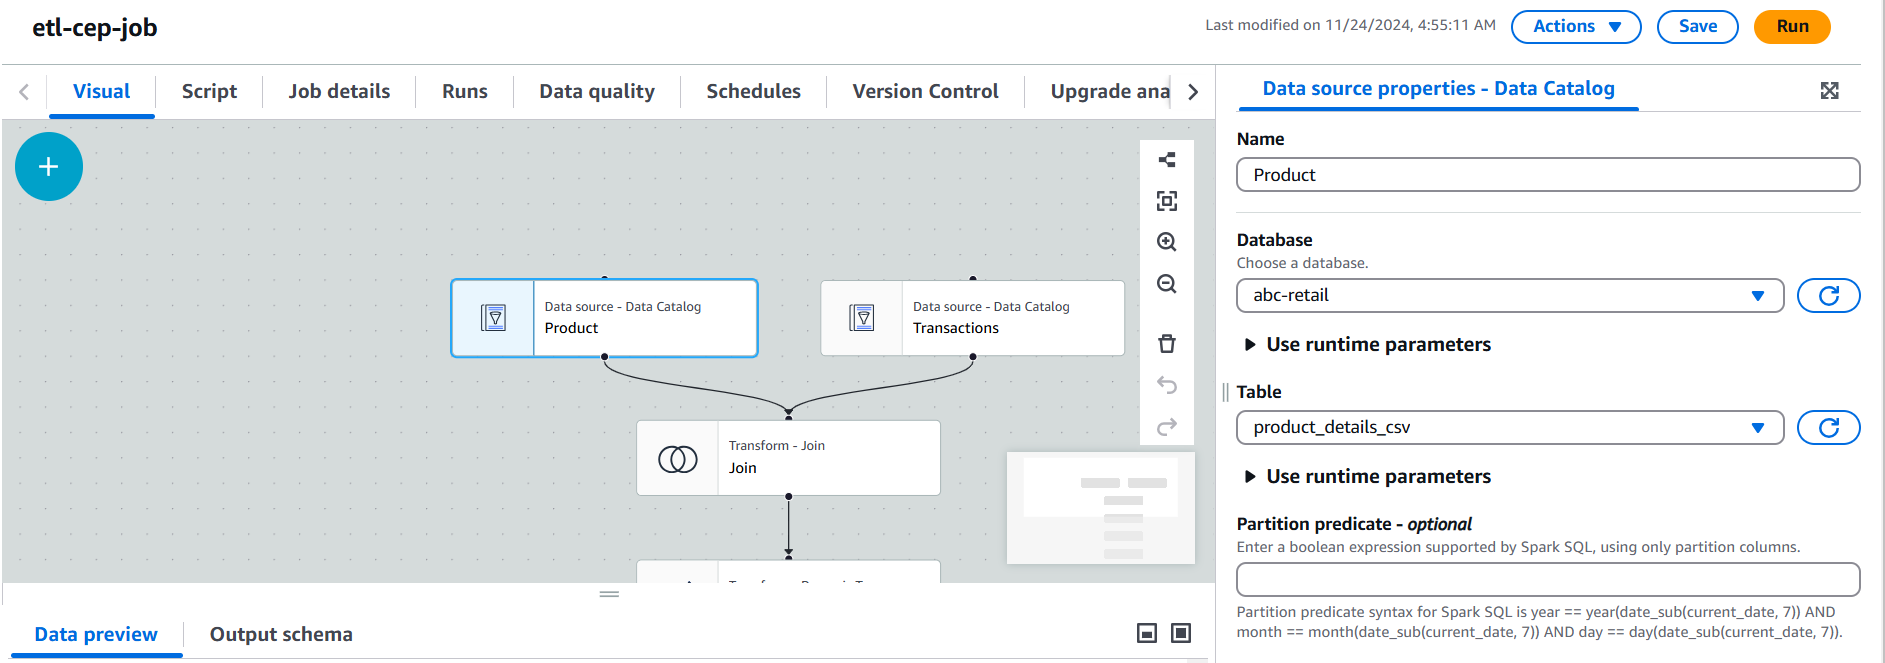 etl-cep-job
Last modified on 11/24/2024, 4:55:11 AM
Actions
Save
Run
Visual
Script
Job details
Runs
Data quality
Schedules
Version Control
Upgrade ana
Data source properties - Data Catalog
Name
Product
Database
Choose a database.
abc-retail
Use runtime parameters
Table
product_details_csv
Use runtime parameters
Partition predicate - optional
Enter a boolean expression supported by Spark SQL, using only partition columns.
Partition predicate syntax for Spark SQL is year == year(date_sub(current_date, 7)) AND
month == month(date_sub(current_date, 7)) AND day == day(date_sub(current_date, 7)).
Data source - Data Catalog
Product
Data source - Data Catalog
Transactions
Transform - Join
Join
Data preview
Output schema